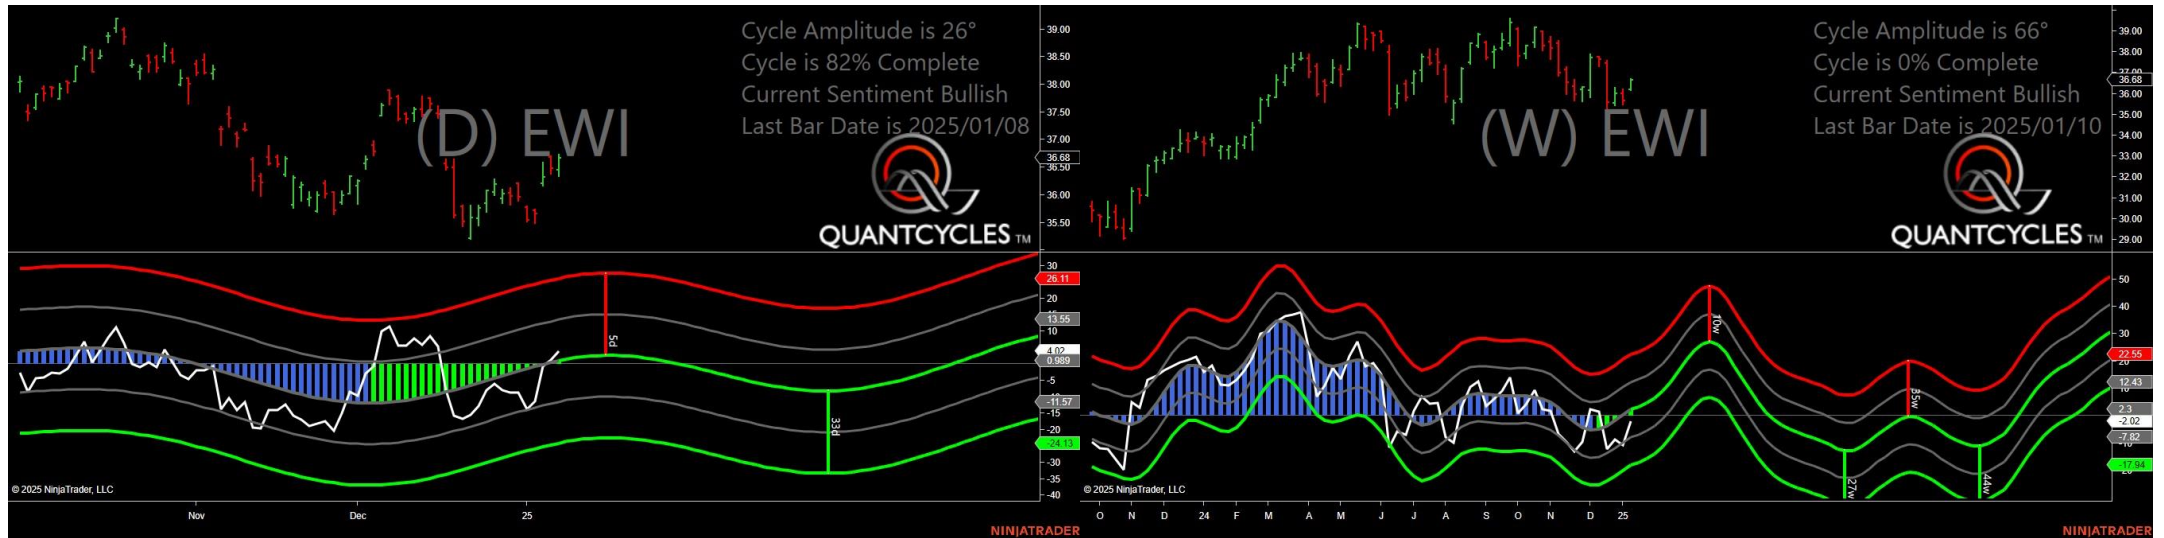 Cycle Amplitude is 26°
Cycle is 82% Complete
Current Sentiment Bullish
Last Bar Date is 2025/01/08
(D) EWI
QUANTCYCLES TM
39.00
38.50
38.00
37.50
37.00
36.68
36.50
36.00
35.50
30
26.11
20
13.55
10
4.02
0.989
-5
-11.57
-15
-20
-24.13
-30
-35
-40
5d
33d
© 2025 NinjaTrader, LLC
Nov
Dec
25
NINJATRADER
Cycle Amplitude is 66°
Cycle is 0% Complete
Current Sentiment Bullish
Last Bar Date is 2025/01/10
(W) EWI
QUANTCYCLES TM
39.00
38.00
37.00
36.68
36.00
35.00
34.00
33.00
32.00
31.00
30.00
29.00
50
40
30
22.55
12.43
2.3
-2.02
-7.82
-17.94
10w
27w
35w
44w
© 2025 NinjaTrader, LLC
O N D 24 F M A M J J A S O N D 25
NINJATRADER